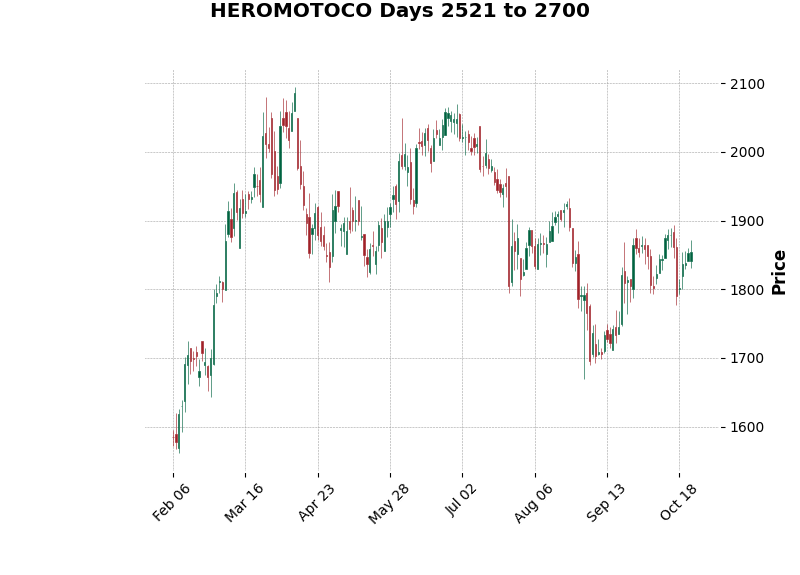 HEROMOTOCO Days 2521 to 2700
2100
2000
1900
1800
1700
1600
Price
Feb 06
Mar 16
Apr 23
May 28
Jul 02
Aug 06
Sep 13
Oct 18